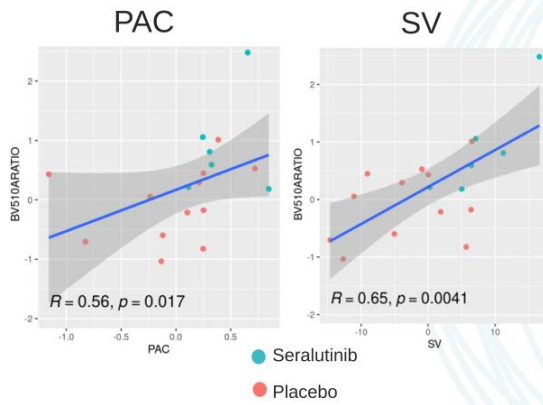 PAC
SV
BV510ARATIO
2
1
0
-1
-2
R = 0.56, p = 0.017
-1.0 -0.5 0.0 0.5
PAC
BV510ARATIO
2
1
0
-1
-2
R = 0.65, p = 0.0041
-10 0 10
SV
Seralutinib
Placebo